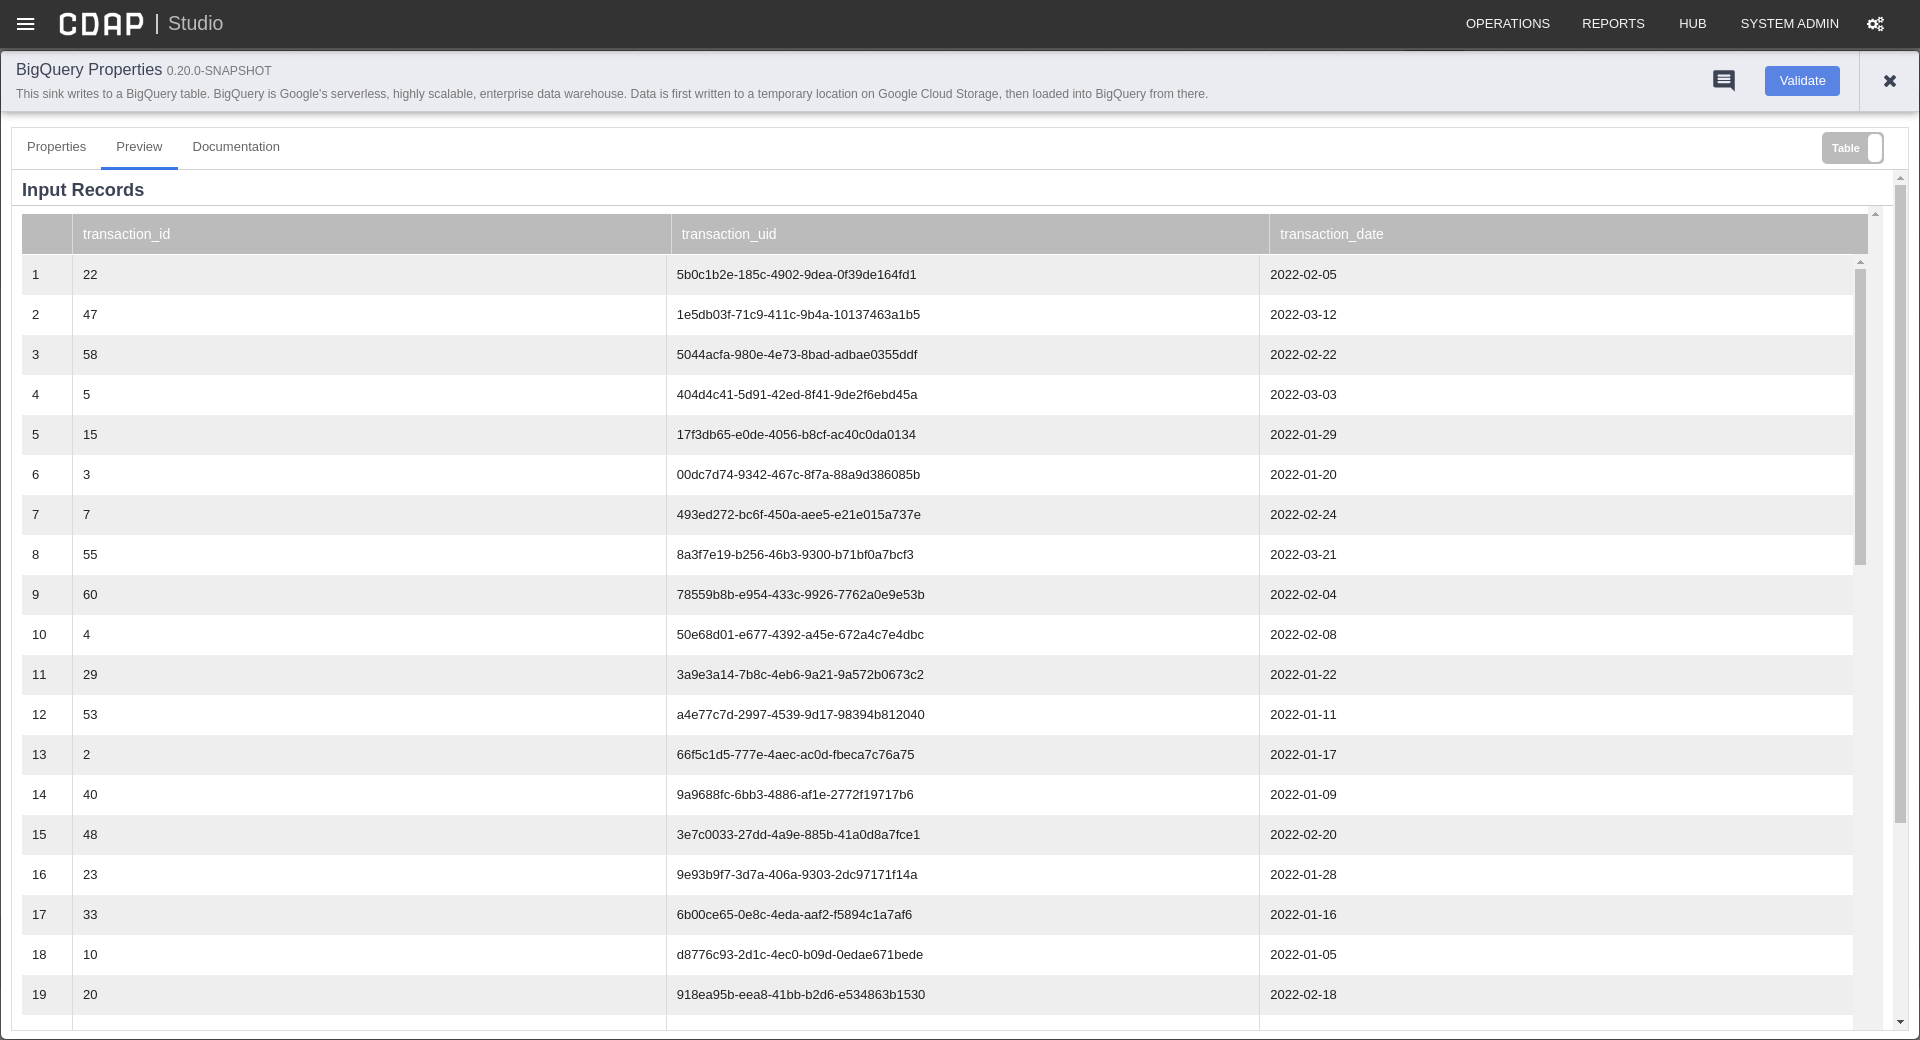 CDAP | Studio OPERATIONS REPORTS HUB SYSTEM ADMIN
BigQuery Properties 0.20.0-SNAPSHOT
This sink writes to a BigQuery table. BigQuery is Google's serverless, highly scalable, enterprise data warehouse. Data is first written to a temporary location on Google Cloud Storage, then loaded into BigQuery from there.
Validate
Properties Preview Documentation Table
Input Records
transaction_id transaction_uid transaction_date
1 22 5b0c1b2e-185c-4902-9dea-0f39de164fd1 2022-02-05
2 47 1e5db03f-71c9-411c-9b4a-10137463a1b5 2022-03-12
3 58 5044acfa-980e-4e73-8bad-adbae0355ddf 2022-02-22
4 5 404d4c41-5d91-42ed-8f41-9de2f6ebd45a 2022-03-03
5 15 17f3db65-e0de-4056-b8cf-ac40c0da0134 2022-01-29
6 3 00dc7d74-9342-467c-8f7a-88a9d386085b 2022-01-20
7 7 493ed272-bc6f-450a-aee5-e21e015a737e 2022-02-24
8 55 8a3f7e19-b256-46b3-9300-b71bf0a7bcf3 2022-03-21
9 60 78559b8b-e954-433c-9926-7762a0e9e53b 2022-02-04
10 4 50e68d01-e677-4392-a45e-672a4c7e4dbc 2022-02-08
11 29 3a9e3a14-7b8c-4eb6-9a21-9a572b0673c2 2022-01-22
12 53 a4e77c7d-2997-4539-9d17-98394b812040 2022-01-11
13 2 66f5c1d5-777e-4aec-ac0d-fbeca7c76a75 2022-01-17
14 40 9a9688fc-6bb3-4886-af1e-2772f19717b6 2022-01-09
15 48 3e7c0033-27dd-4a9e-885b-41a0d8a7fce1 2022-02-20
16 23 9e93b9f7-3d7a-406a-9303-2dc97171f14a 2022-01-28
17 33 6b00ce65-0e8c-4eda-aaf2-f5894c1a7af6 2022-01-16
18 10 d8776c93-2d1c-4ec0-b09d-0edae671bede 2022-01-05
19 20 918ea95b-eea8-41bb-b2d6-e534863b1530 2022-02-18